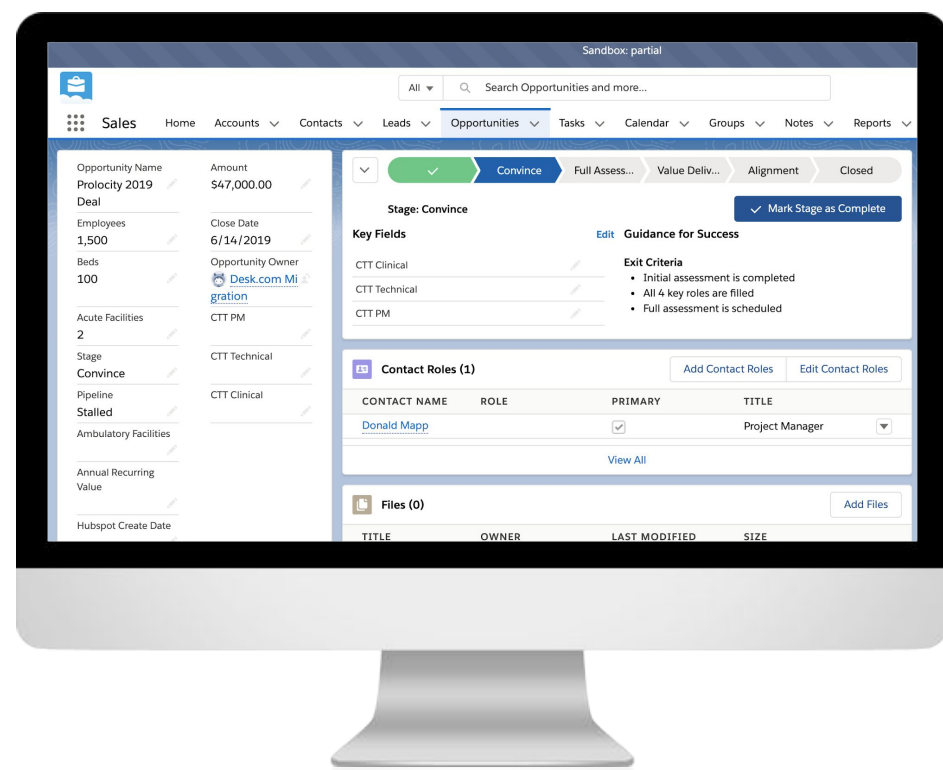 Sandbox: partial
All
Search Opportunities and more...
Sales
Home
Accounts
Contacts
Leads
Opportunities
Tasks
Calendar
Groups
Notes
Reports
Opportunity Name
Prolocity 2019
Deal
Amount
$47,000.00
Employees
1,500
Close Date
6/14/2019
Beds
100
Opportunity Owner
Desk.com Mi
gration
Acute Facilities
2
CTT PM
Stage
Convince
CTT Technical
Pipeline
Stalled
CTT Clinical
Ambulatory Facilities
Annual Recurring
Value
Hubspot Create Date
Convince
Full Assess...
Value Deliv...
Alignment
Closed
Stage: Convince
Mark Stage as Complete
Key Fields
Edit
CTT Clinical
CTT Technical
CTT PM
Guidance for Success
Exit Criteria
• Initial assessment is completed
• All 4 key roles are filled
• Full assessment is scheduled
Contact Roles (1)
Add Contact Roles
Edit Contact Roles
CONTACT NAME ROLE PRIMARY TITLE
Donald Mapp Project Manager
View All
Files (0)
Add Files
TITLE OWNER LAST MODIFIED SIZE